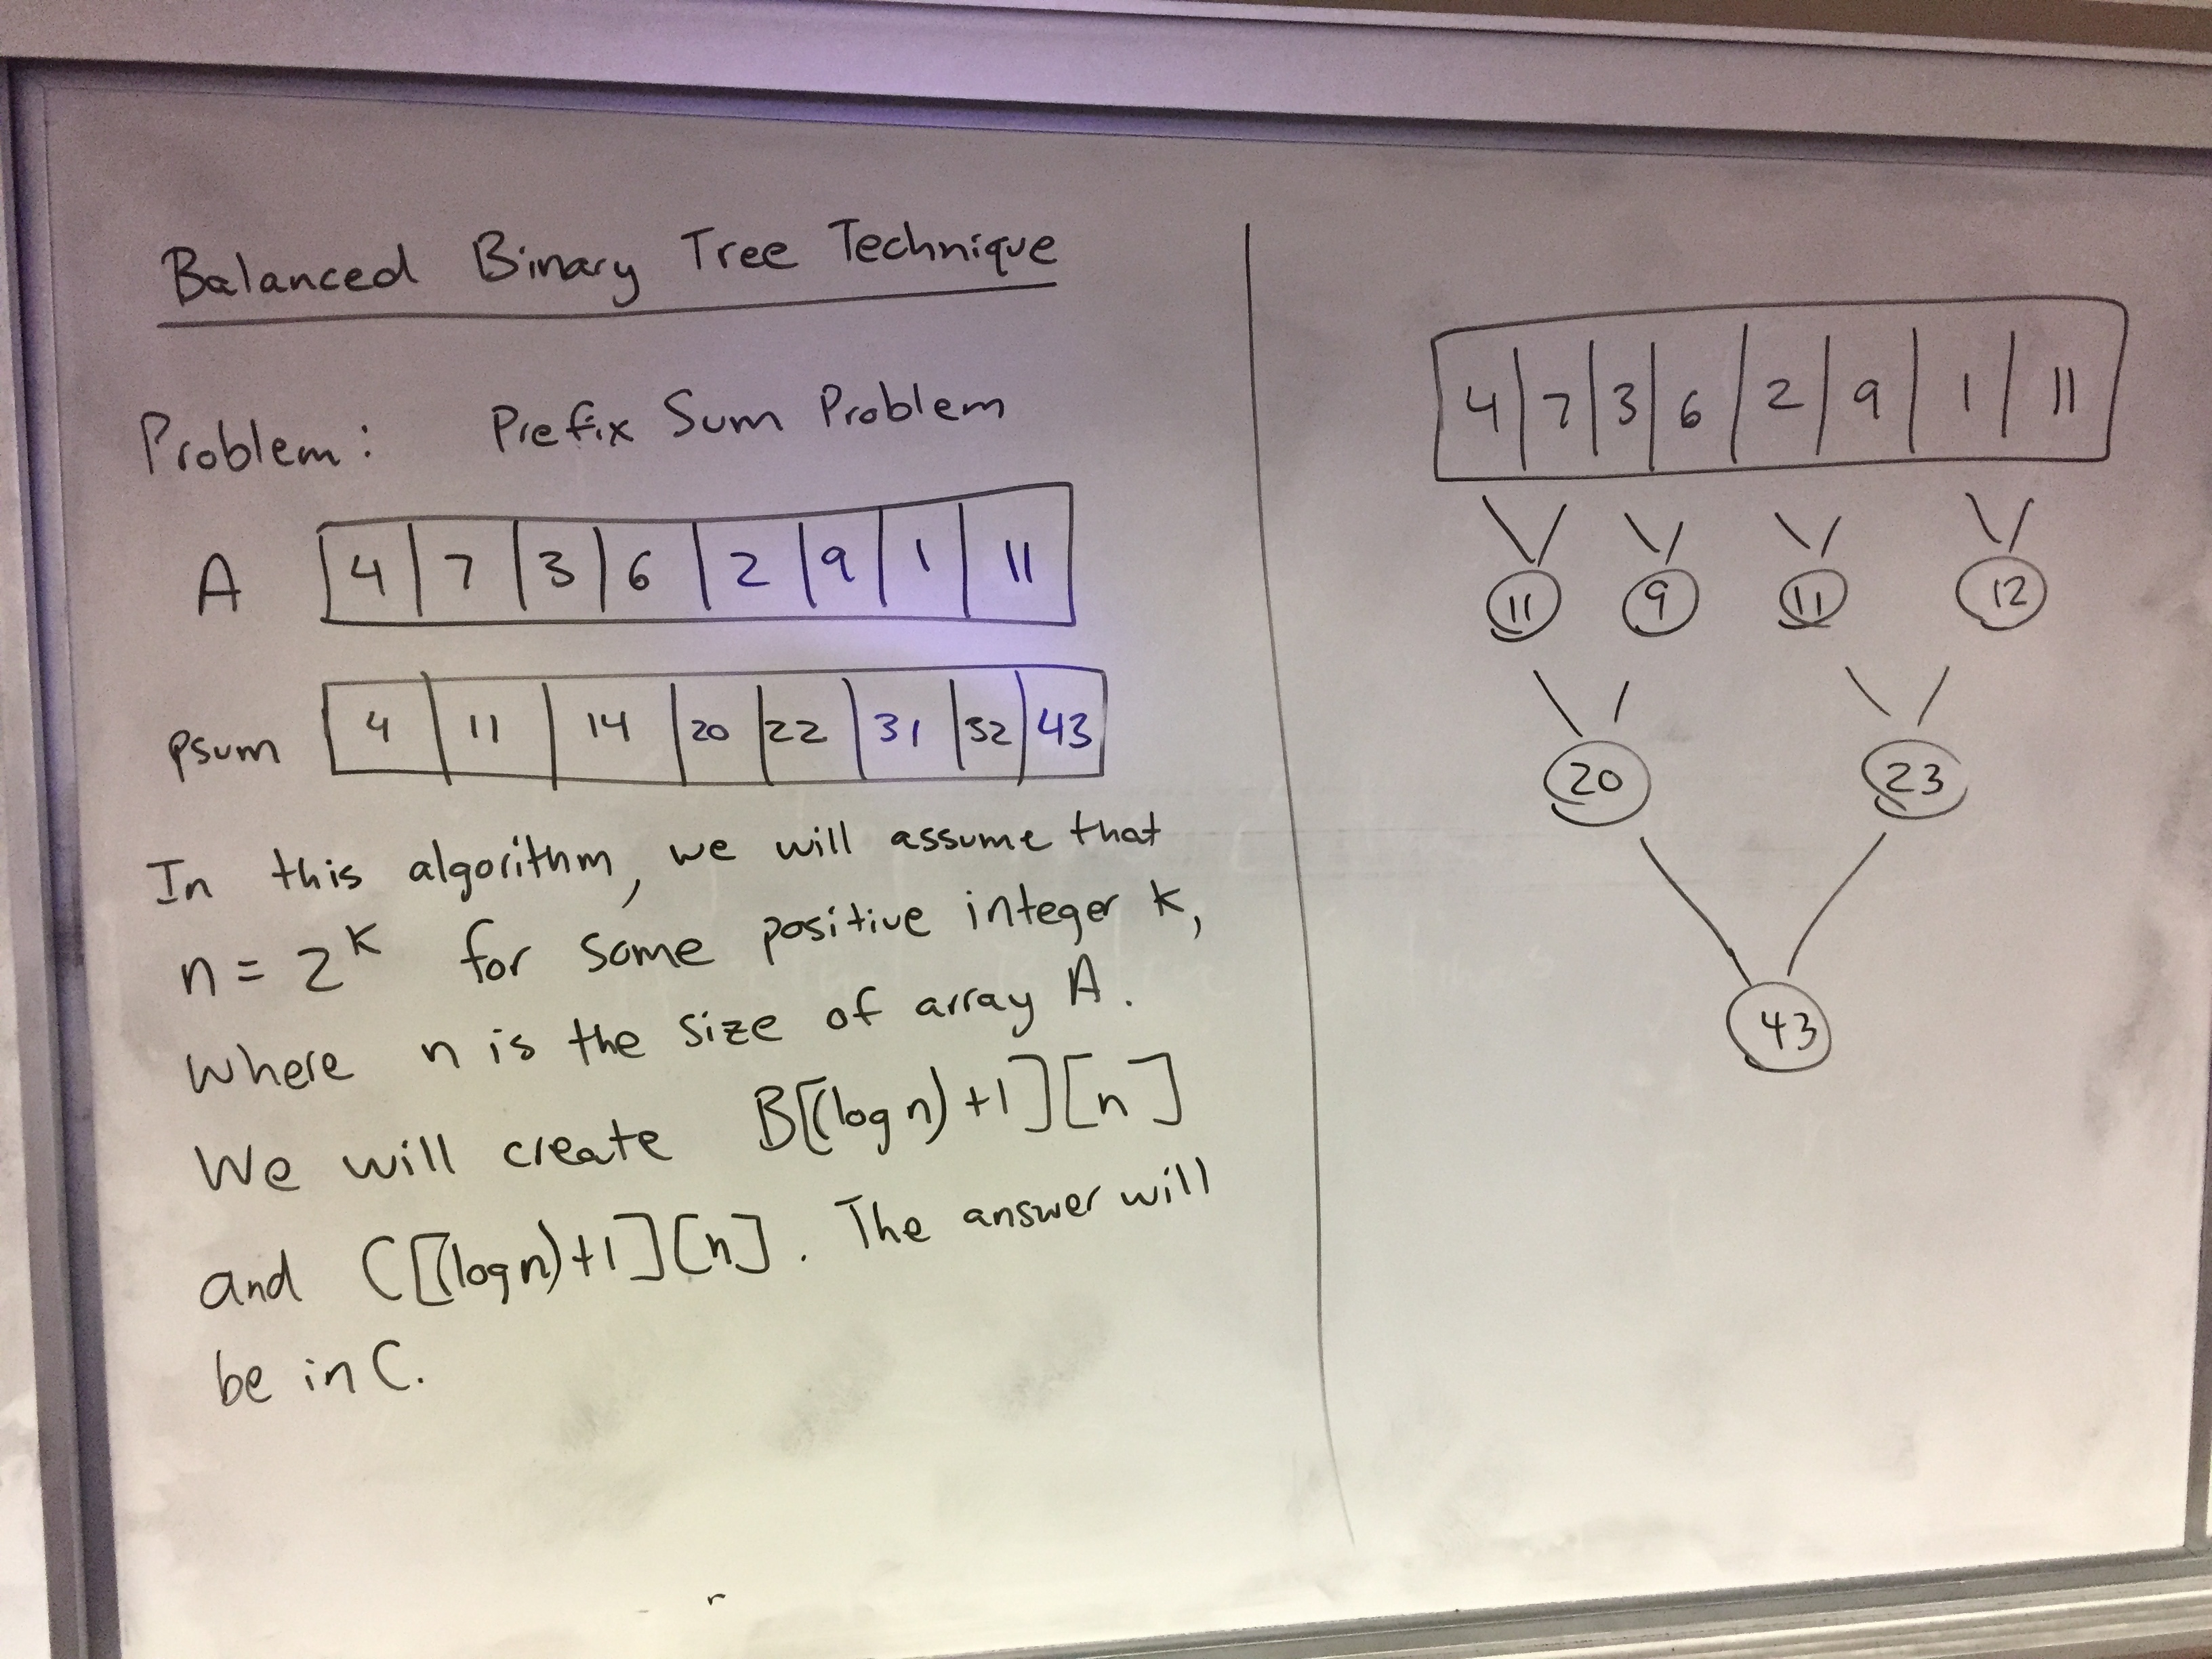 Balanced Binary Tree Technique
Problem: Prefix Sum Problem
A 4 7 3 6 2 9 1 11
psum 4 11 14 20 22 31 32 43
In this algorithm, we will assume that
n = 2^k for some positive integer k,
where n is the size of array A.
We will create B[(log n)+1][n]
and C[(log n)+1][n]. The answer will
be in C.
4 7 3 6 2 9 1 11
11 9 11 12
20 23
43